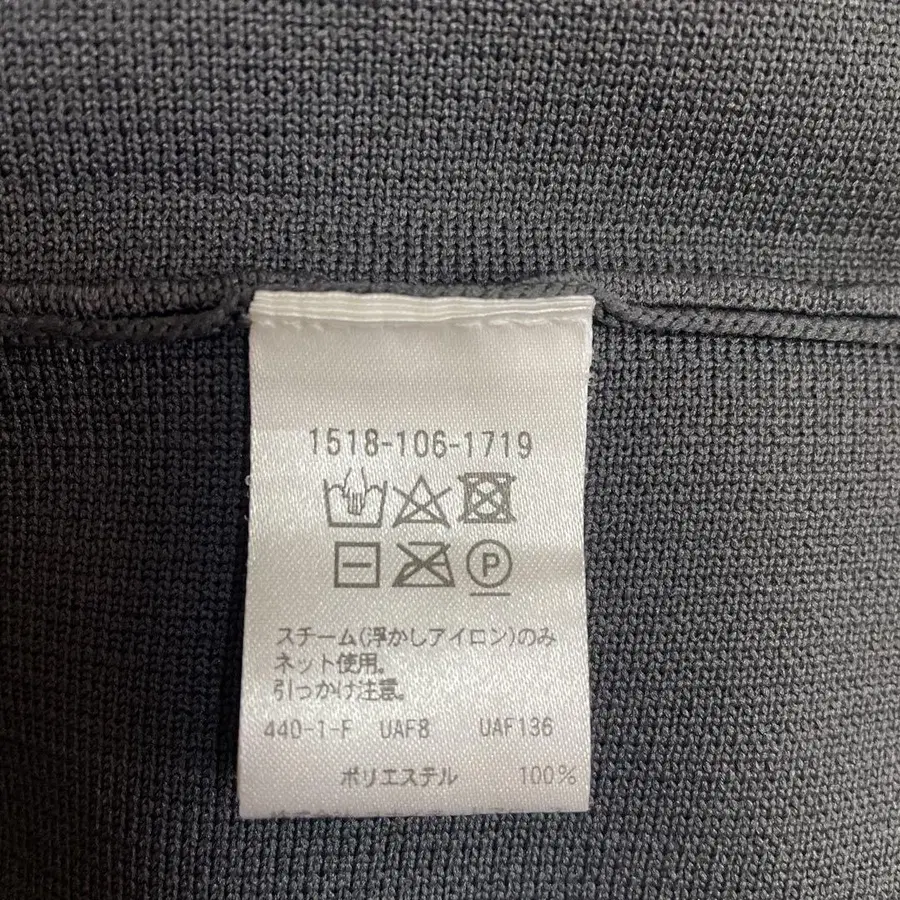 1518-106-1719
P
スチーム(浮かしアイロン)のみ
ネット使用。
引っかけ注意。
440-1-F UAF8 UAF136
ポリエステル 100%